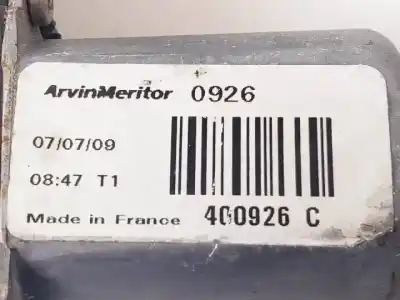 ArvinMeritor 0926
07/07/09
08:47 T1
Made in France 400926 C